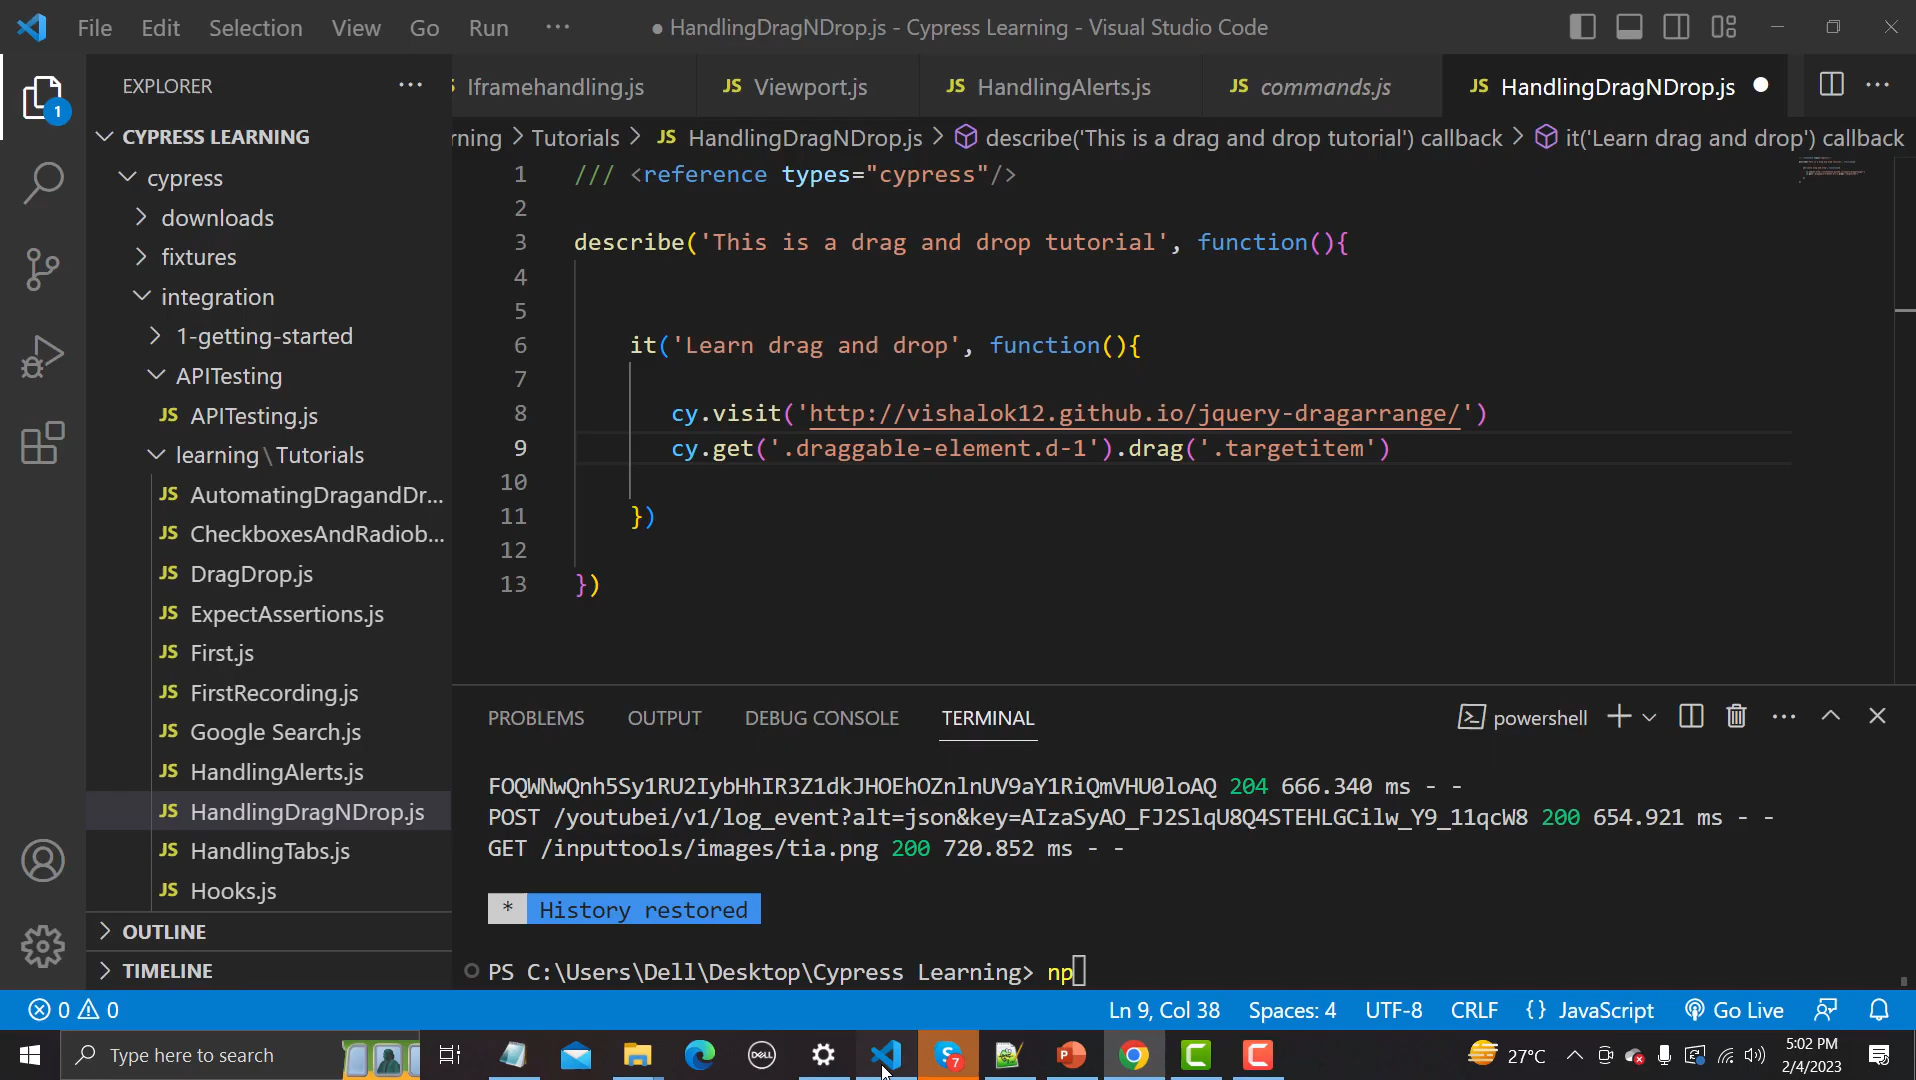 File Edit Selection View Go Run ··· ● HandlingDragNDrop.js - Cypress Learning - Visual Studio Code
EXPLORER ···
JS Iframehandling.js JS Viewport.js JS HandlingAlerts.js JS commands.js JS HandlingDragNDrop.js ● ···
rning > Tutorials > JS HandlingDragNDrop.js > describe('This is a drag and drop tutorial') callback > it('Learn drag and drop') callback
1
CYPRESS LEARNING
cypress
downloads
fixtures
integration
1-getting-started
APITesting
JS APITesting.js
learning\Tutorials
JS AutomatingDragandDr...
JS CheckboxesAndRadiob...
JS DragDrop.js
JS ExpectAssertions.js
JS First.js
JS FirstRecording.js
JS Google Search.js
JS HandlingAlerts.js
JS HandlingDragNDrop.js
JS HandlingTabs.js
JS Hooks.js
OUTLINE
TIMELINE
1 /// <reference types="cypress"/>
2
3 describe('This is a drag and drop tutorial', function(){
4
5
6 it('Learn drag and drop', function(){
7
8 cy.visit('http://vishalok12.github.io/jquery-dragarrange/')
9 cy.get('.draggable-element.d-1').drag('.targetitem')
10
11 })
12
13 })
PROBLEMS OUTPUT DEBUG CONSOLE TERMINAL powershell ···
FOQWNwQnh5Sy1RU2IybHhIR3Z1dkJHOEhOZnlnUV9aY1RiQmVHU0loAQ 204 666.340 ms - -
POST /youtubei/v1/log_event?alt=json&key=AIzaSyAO_FJ2SlqU8Q4STEHLGCilw_Y9_11qcW8 200 654.921 ms - -
GET /inputtools/images/tia.png 200 720.852 ms - -
* History restored
PS C:\Users\Dell\Desktop\Cypress Learning> np
0 0 Ln 9, Col 38 Spaces: 4 UTF-8 CRLF {} JavaScript Go Live
Type here to search DELL 7 27°C 5:02 PM
2/4/2023